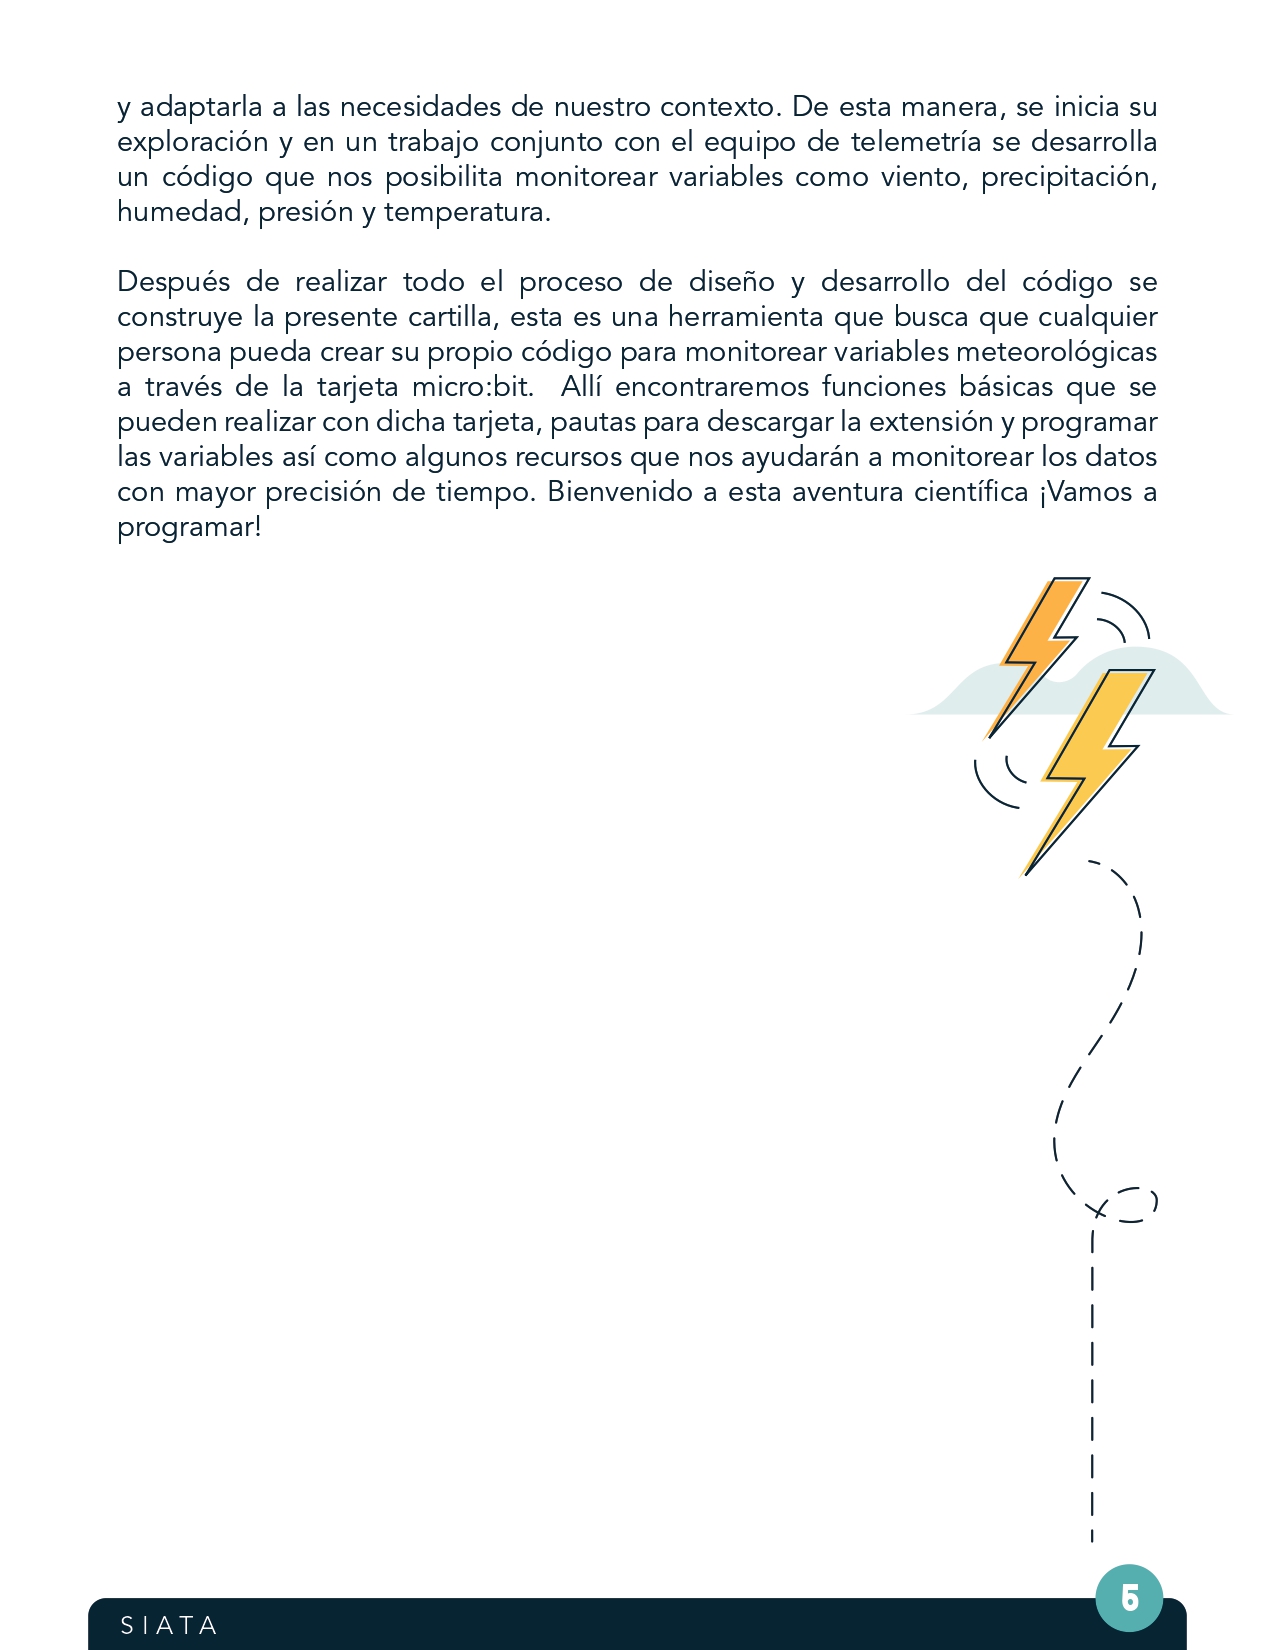 y adaptarla a las necesidades de nuestro contexto. De esta manera, se inicia su
exploración y en un trabajo conjunto con el equipo de telemetría se desarrolla
un código que nos posibilita monitorear variables como viento, precipitación,
humedad, presión y temperatura.
Después de realizar todo el proceso de diseño y desarrollo del código se
construye la presente cartilla, esta es una herramienta que busca que cualquier
persona pueda crear su propio código para monitorear variables meteorológicas
a través de la tarjeta micro:bit. Allí encontraremos funciones básicas que se
pueden realizar con dicha tarjeta, pautas para descargar la extensión y programar
las variables así como algunos recursos que nos ayudarán a monitorear los datos
con mayor precisión de tiempo. Bienvenido a esta aventura científica ¡Vamos a
programar!
5
SIATA